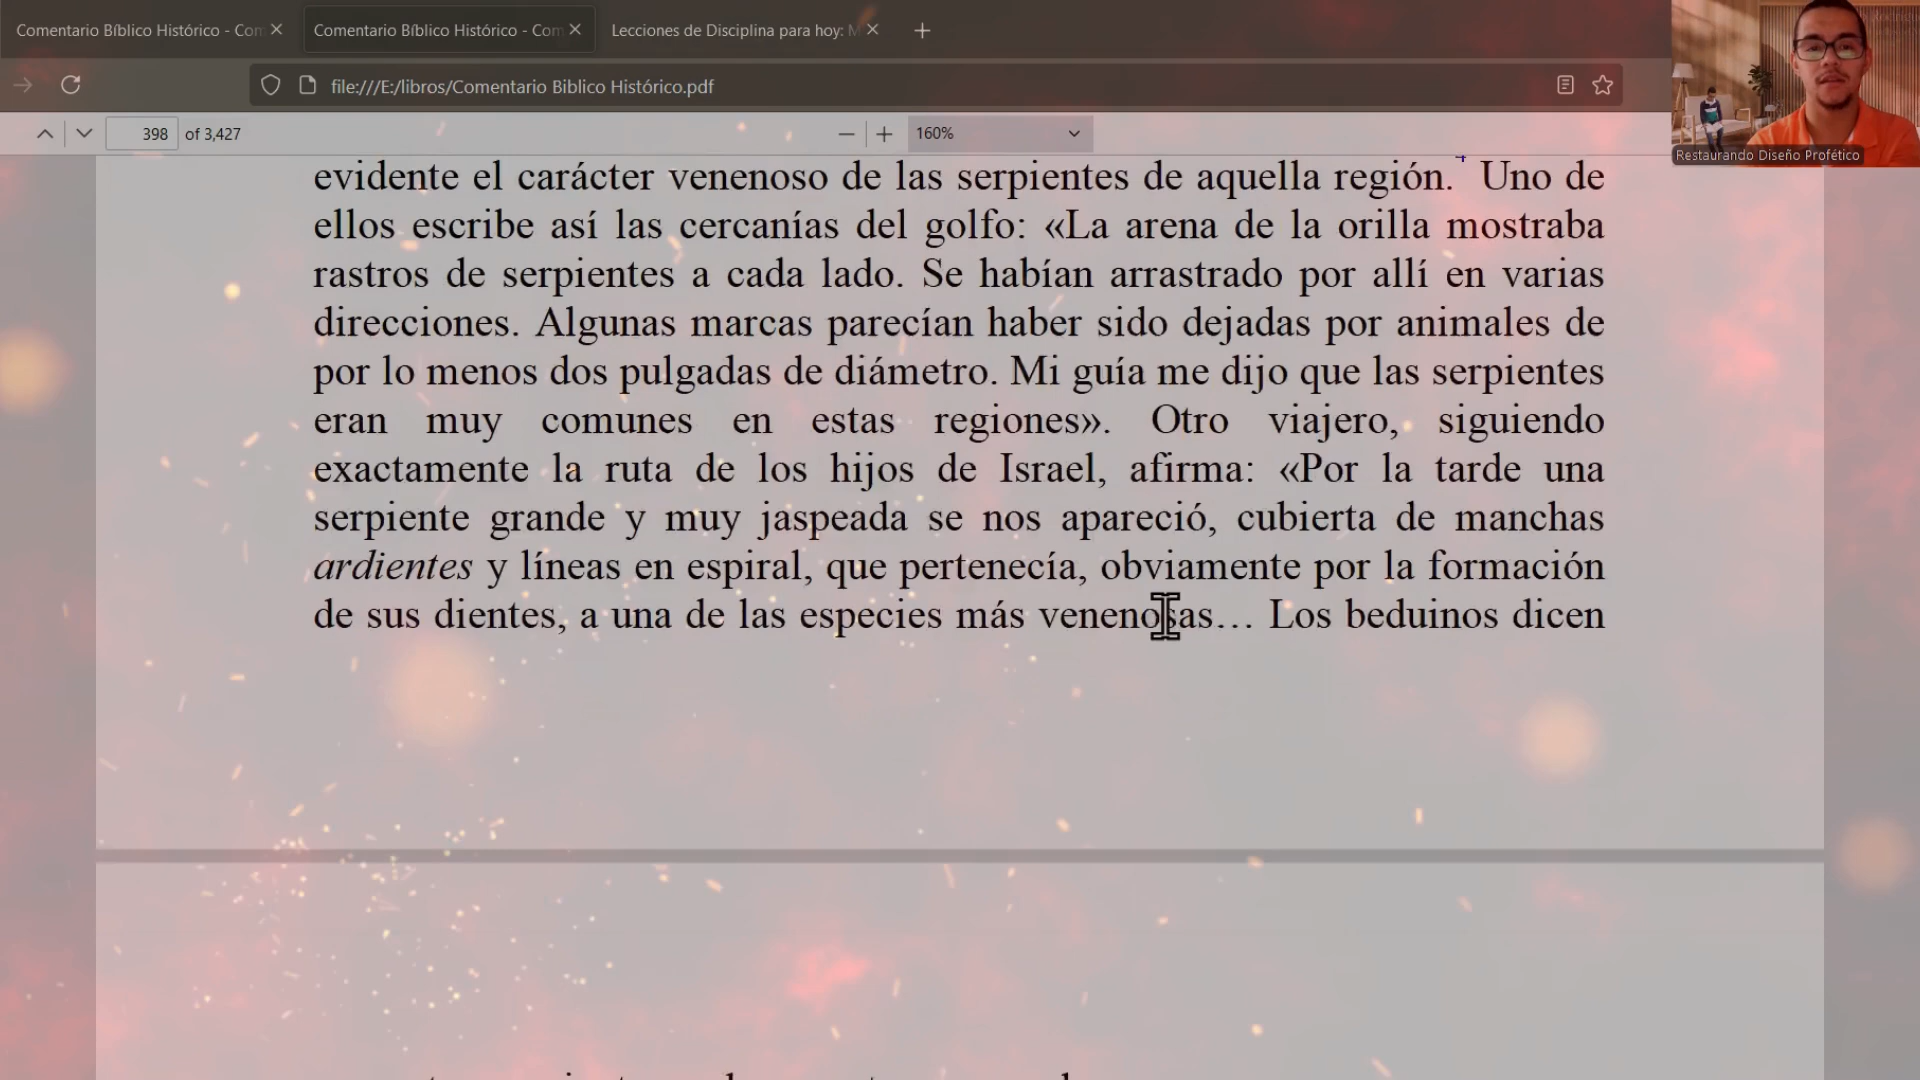 Comentario Bíblico Histórico - Com
Comentario Bíblico Histórico - Com
Lecciones de Disciplina para hoy: M
file:///E:/libros/Comentario Biblico Histórico.pdf
398 of 3,427
160%
Restaurando Diseño Profético
evidente el carácter venenoso de las serpientes de aquella región.4 Uno de
ellos escribe así las cercanías del golfo: «La arena de la orilla mostraba
rastros de serpientes a cada lado. Se habían arrastrado por allí en varias
direcciones. Algunas marcas parecían haber sido dejadas por animales de
por lo menos dos pulgadas de diámetro. Mi guía me dijo que las serpientes
eran muy comunes en estas regiones». Otro viajero, siguiendo
exactamente la ruta de los hijos de Israel, afirma: «Por la tarde una
serpiente grande y muy jaspeada se nos apareció, cubierta de manchas
ardientes y líneas en espiral, que pertenecía, obviamente por la formación
de sus dientes, a una de las especies más venenosas… Los beduinos dicen